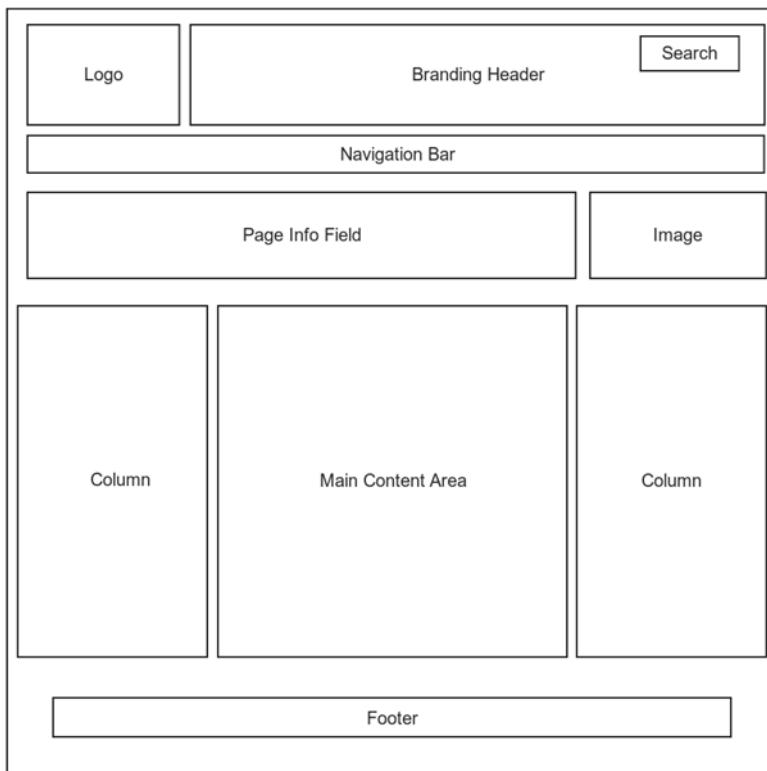 Logo
Branding Header
Search
Navigation Bar
Page Info Field
Image
Column
Main Content Area
Column
Footer